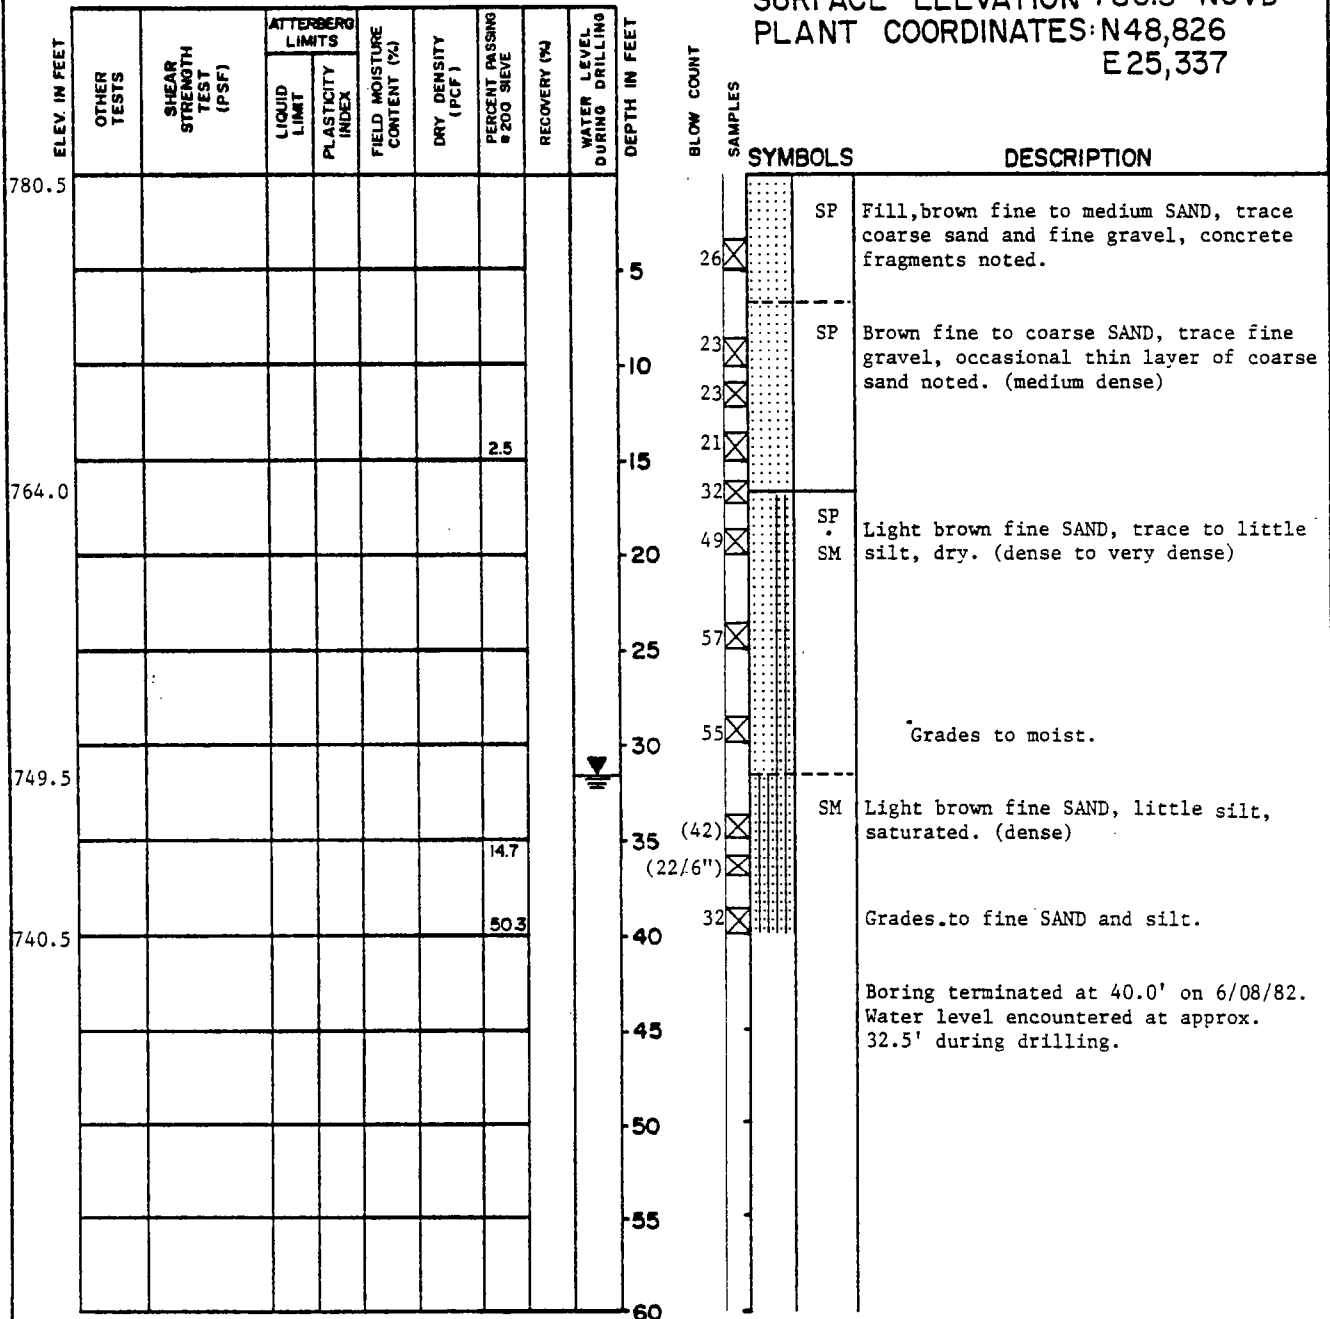 SURFACE ELEVATION 780.5 NGVD
PLANT COORDINATES: N48,826
E25,337
ELEV. IN FEET
OTHER TESTS
SHEAR STRENGTH TEST (PSF)
ATTERBERG LIMITS
LIQUID LIMIT
PLASTICITY INDEX
FIELD MOISTURE CONTENT (%)
DRY DENSITY (PCF)
PERCENT PASSING #200 SIEVE
RECOVERY (%)
WATER LEVEL DURING DRILLING
DEPTH IN FEET
BLOW COUNT
SAMPLES
SYMBOLS
DESCRIPTION
780.5
SP Fill, brown fine to medium SAND, trace
coarse sand and fine gravel, concrete
26
fragments noted.
5
SP Brown fine to coarse SAND, trace fine
23
gravel, occasional thin layer of coarse
10
sand noted. (medium dense)
23
2.5
21
15
764.0
32
SP
Light brown fine SAND, trace to little
49
SM silt, dry. (dense to very dense)
20
57
25
55
Grades to moist.
30
749.5
SM Light brown fine SAND, little silt,
(42)
saturated. (dense)
35
14.7
(22/6")
32
Grades.to fine SAND and silt.
50.3
40
740.5
Boring terminated at 40.0' on 6/08/82.
Water level encountered at approx.
32.5' during drilling.
45
50
55
60